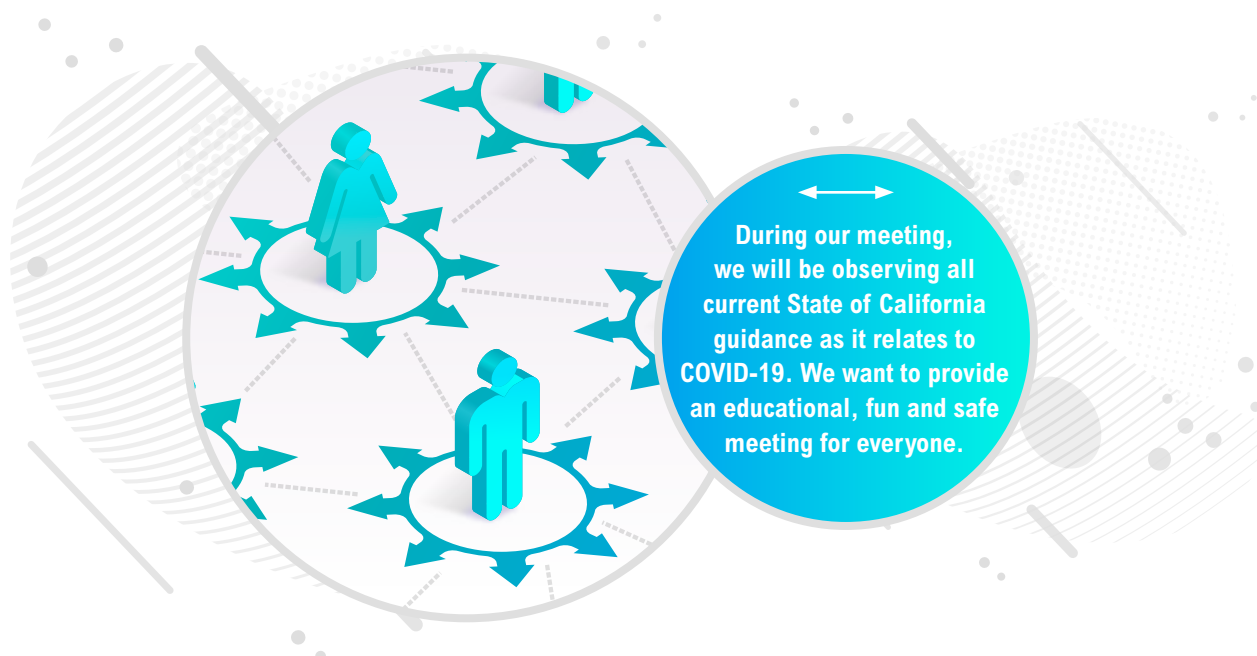 During our meeting,
we will be observing all
current State of California
guidance as it relates to
COVID-19. We want to provide
an educational, fun and safe
meeting for everyone.